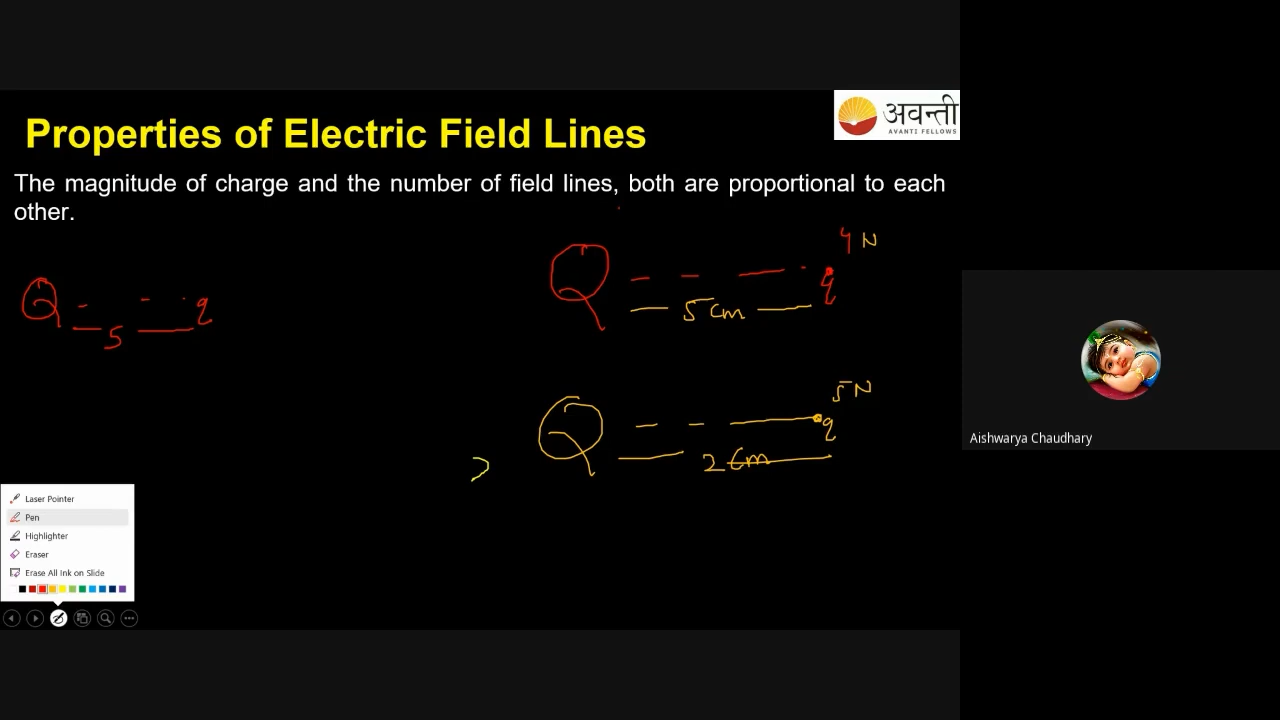 अवन्ती
AVANTI FELLOWS
Properties of Electric Field Lines
The magnitude of charge and the number of field lines, both are proportional to each
other.
4 N
Q q
5 cm
Q q
5
5 N
Q q
2 cm
Aishwarya Chaudhary
Laser Pointer
Pen
Highlighter
Eraser
Erase All Ink on Slide